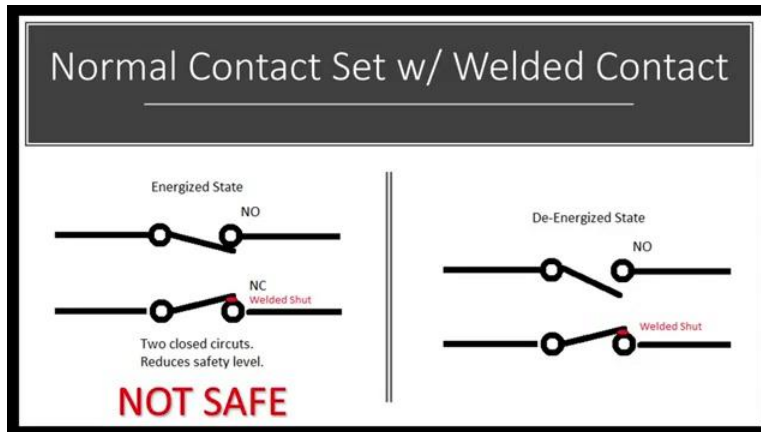 Normal Contact Set w/ Welded Contact
Energized State
NO
NC
Welded Shut
Two closed circuts.
Reduces safety level.
NOT SAFE
De-Energized State
NO
Welded Shut